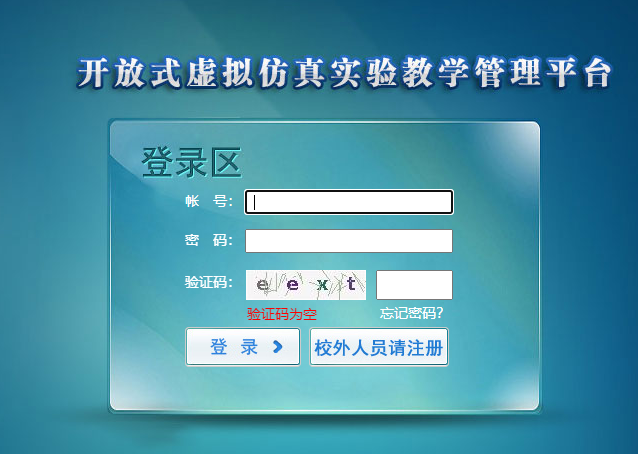 开放式虚拟仿真实验教学管理平台
登录区
帐 号：
密 码：
验证码： eext
验证码为空 忘记密码?
登 录 校外人员请注册